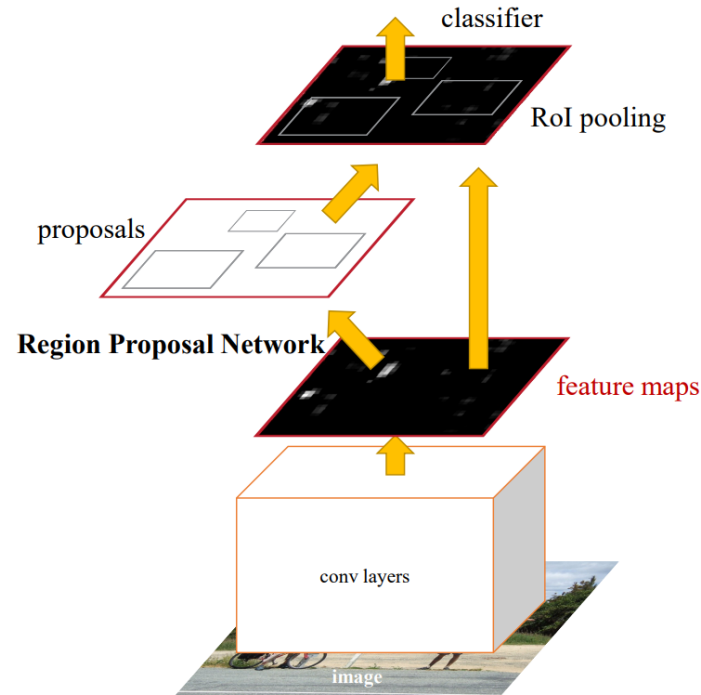 classifier
RoI pooling
proposals
Region Proposal Network
feature maps
conv layers
image